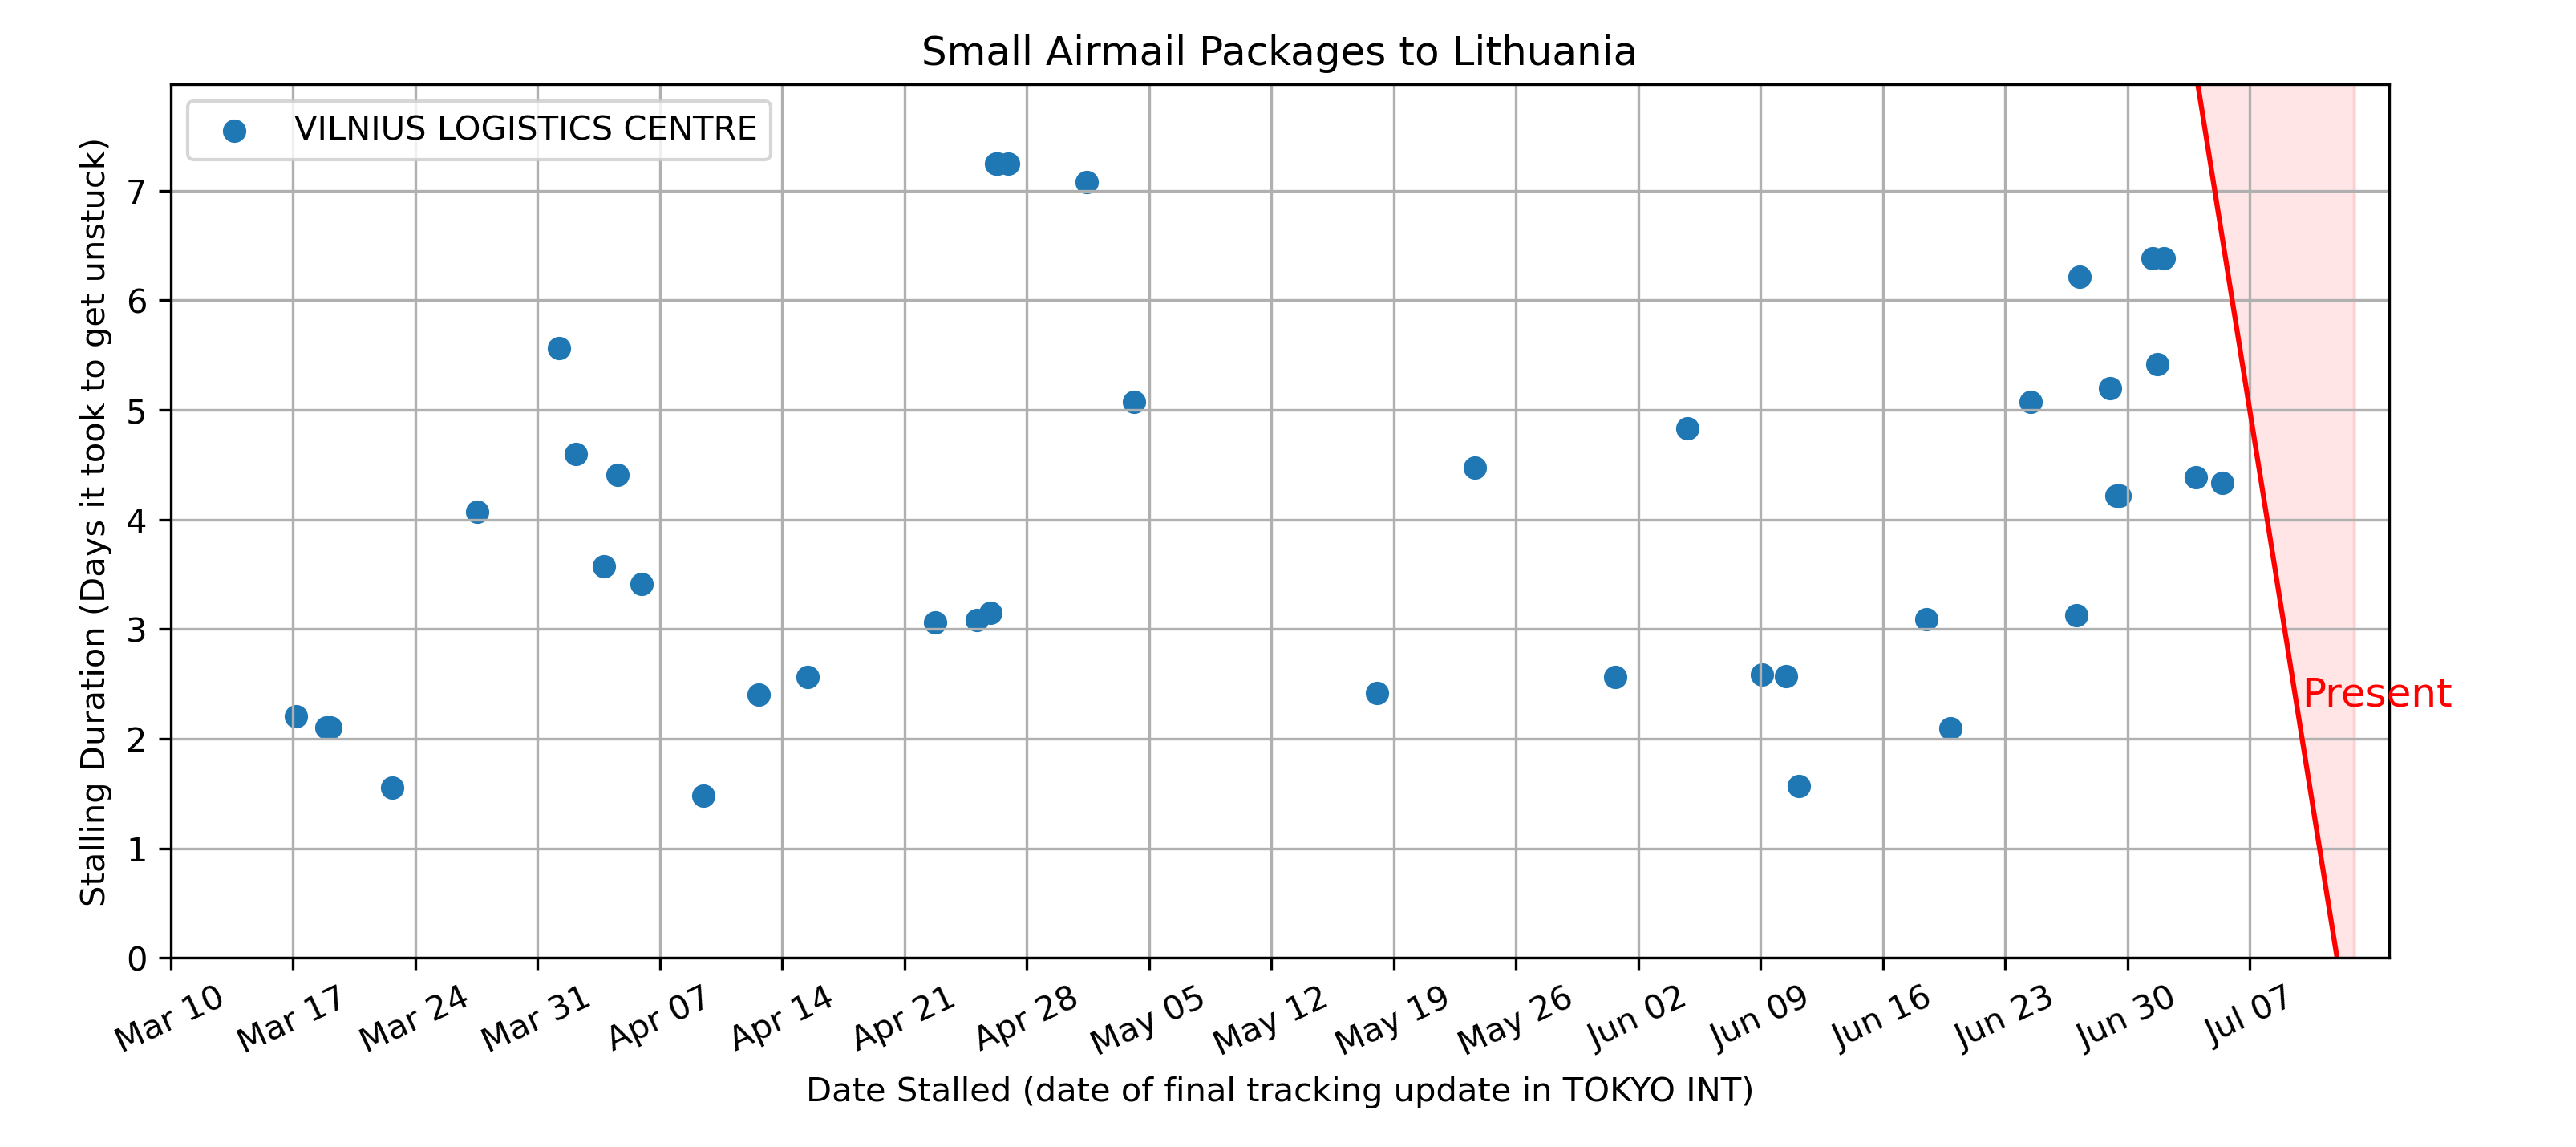 Small Airmail Packages to Lithuania
VILNIUS LOGISTICS CENTRE
Stalling Duration (Days it took to get unstuck)
7
6
5
4
3
2
1
0
Present
Mar 10
Mar 17
Mar 24
Mar 31
Apr 07
Apr 14
Apr 21
Apr 28
May 05
May 12
May 19
May 26
Jun 02
Jun 09
Jun 16
Jun 23
Jun 30
Jul 07
Date Stalled (date of final tracking update in TOKYO INT)